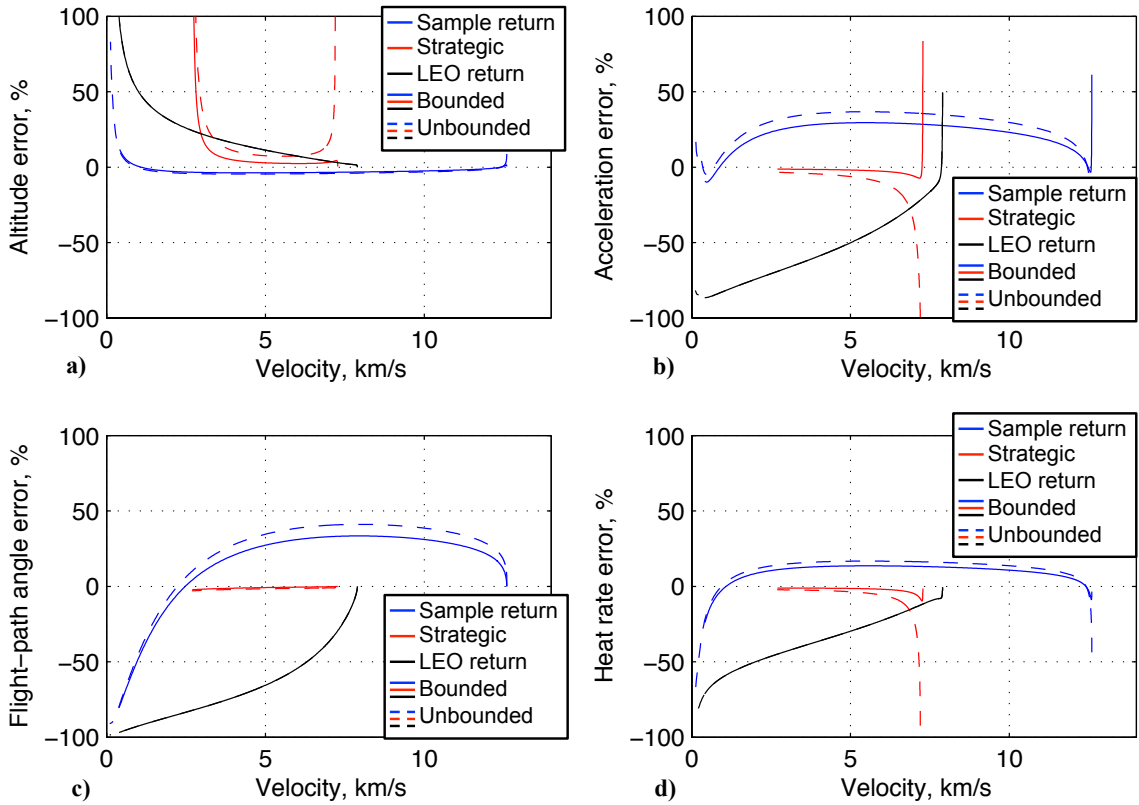 100
50
0
−50
−100
0
5
10
Altitude error, %
Velocity, km/s
Sample return
Strategic
LEO return
Bounded
Unbounded
a)
100
50
0
−50
−100
0
5
10
Acceleration error, %
Velocity, km/s
Sample return
Strategic
LEO return
Bounded
Unbounded
b)
100
50
0
−50
−100
0
5
10
Flight−path angle error, %
Velocity, km/s
Sample return
Strategic
LEO return
Bounded
Unbounded
c)
100
50
0
−50
−100
0
5
10
Heat rate error, %
Velocity, km/s
Sample return
Strategic
LEO return
Bounded
Unbounded
d)